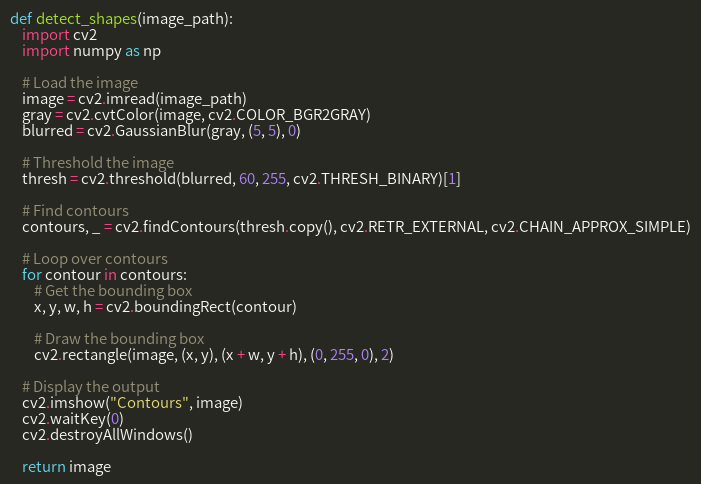 def detect_shapes(image_path):
    import cv2
    import numpy as np

    # Load the image
    image = cv2.imread(image_path)
    gray = cv2.cvtColor(image, cv2.COLOR_BGR2GRAY)
    blurred = cv2.GaussianBlur(gray, (5, 5), 0)

    # Threshold the image
    thresh = cv2.threshold(blurred, 60, 255, cv2.THRESH_BINARY)[1]

    # Find contours
    contours, _ = cv2.findContours(thresh.copy(), cv2.RETR_EXTERNAL, cv2.CHAIN_APPROX_SIMPLE)

    # Loop over contours
    for contour in contours:
        # Get the bounding box
        x, y, w, h = cv2.boundingRect(contour)

        # Draw the bounding box
        cv2.rectangle(image, (x, y), (x + w, y + h), (0, 255, 0), 2)

    # Display the output
    cv2.imshow("Contours", image)
    cv2.waitKey(0)
    cv2.destroyAllWindows()

    return image